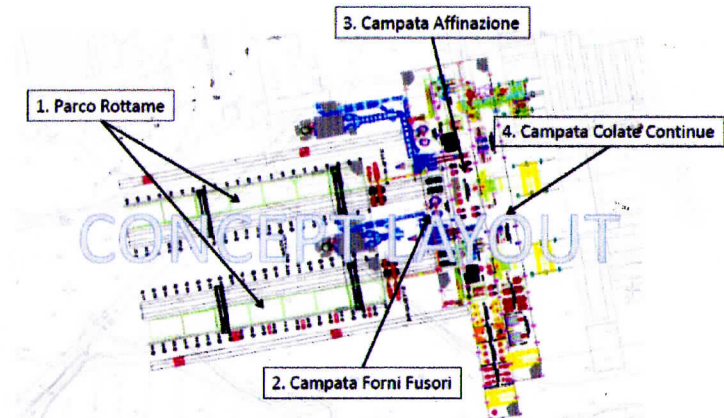 3. Campata Affinazione
1. Parco Rottame
4. Campata Colate Continue
CONCEPT LAYOUT
2. Campata Forni Fusori